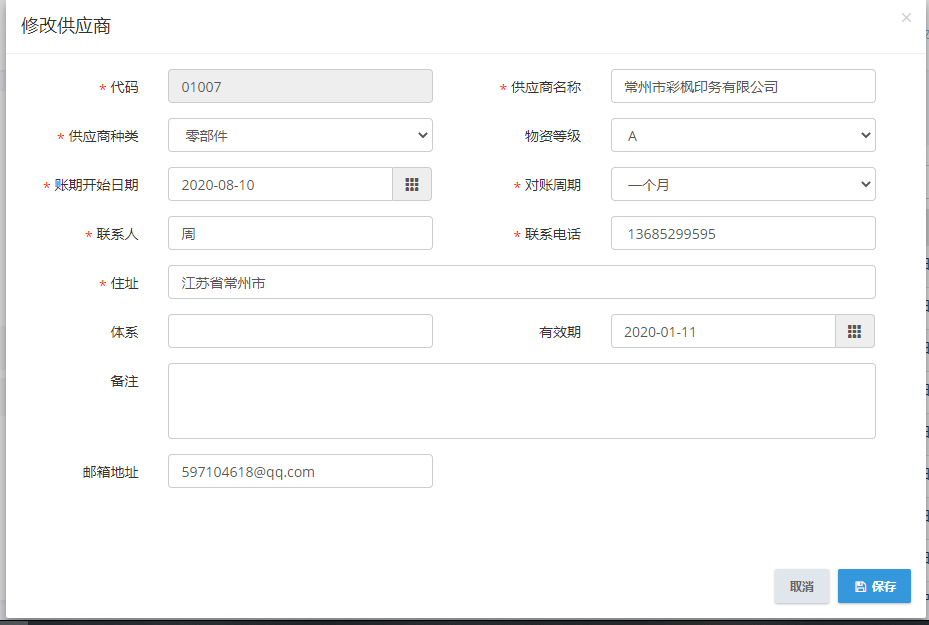 修改供应商
×
* 代码 01007 * 供应商名称 常州市彩枫印务有限公司
* 供应商种类 零部件 物资等级 A
* 账期开始日期 2020-08-10 * 对账周期 一个月
* 联系人 周 * 联系电话 13685299595
* 住址 江苏省常州市
体系 有效期 2020-01-11
备注
邮箱地址 597104618@qq.com
取消 保存